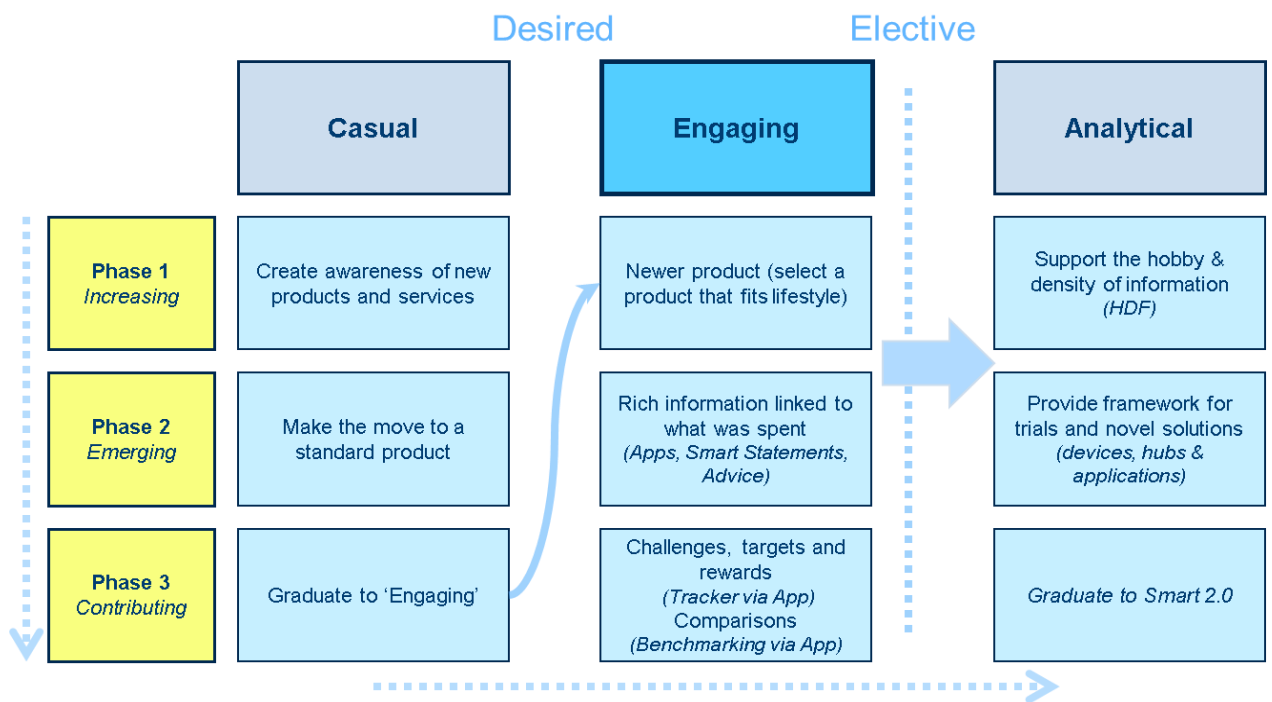 Desired
Elective
Casual
Engaging
Analytical
Phase 1
Increasing
Create awareness of new
products and services
Newer product (select a
product that fits lifestyle)
Support the hobby &
density of information
(HDF)
Phase 2
Emerging
Make the move to a
standard product
Rich information linked to
what was spent
(Apps, Smart Statements,
Advice)
Provide framework for
trials and novel solutions
(devices, hubs &
applications)
Phase 3
Contributing
Graduate to ‘Engaging’
Challenges, targets and
rewards
(Tracker via App)
Comparisons
(Benchmarking via App)
Graduate to Smart 2.0